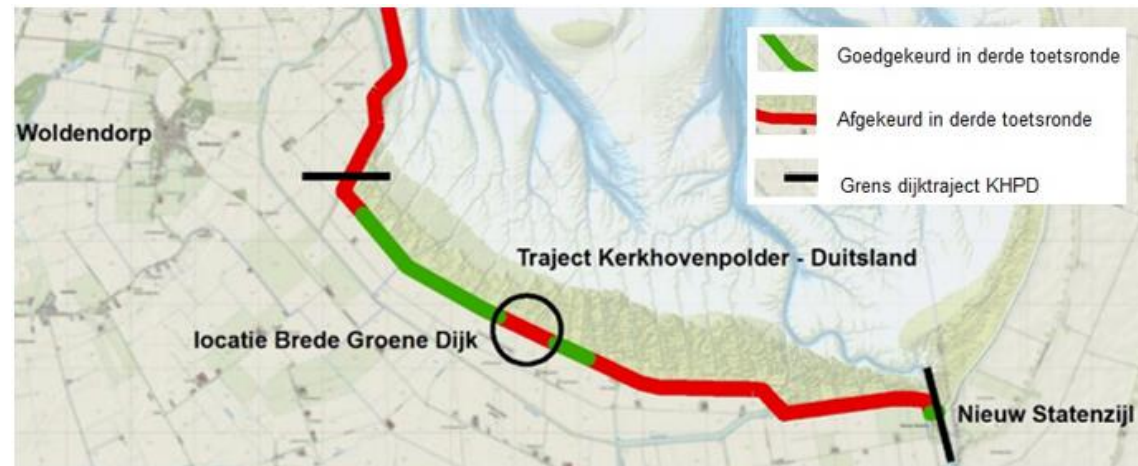 Goedgekeurd in derde toetsronde
Afgekeurd in derde toetsronde
Grens dijktraject KHPD
Woldendorp
Traject Kerkhovenpolder - Duitsland
locatie Brede Groene Dijk
Nieuw Statenzijl